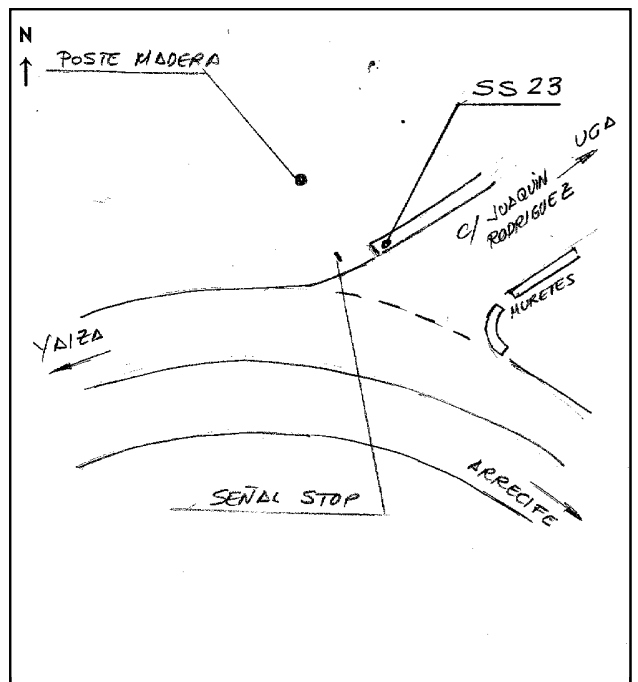 N
POSTE MADERA
SS 23
UGA
C/ JOAQUIN
RODRIGUEZ
MURETES
YAIZA
ARRECIFE
SEÑAL STOP